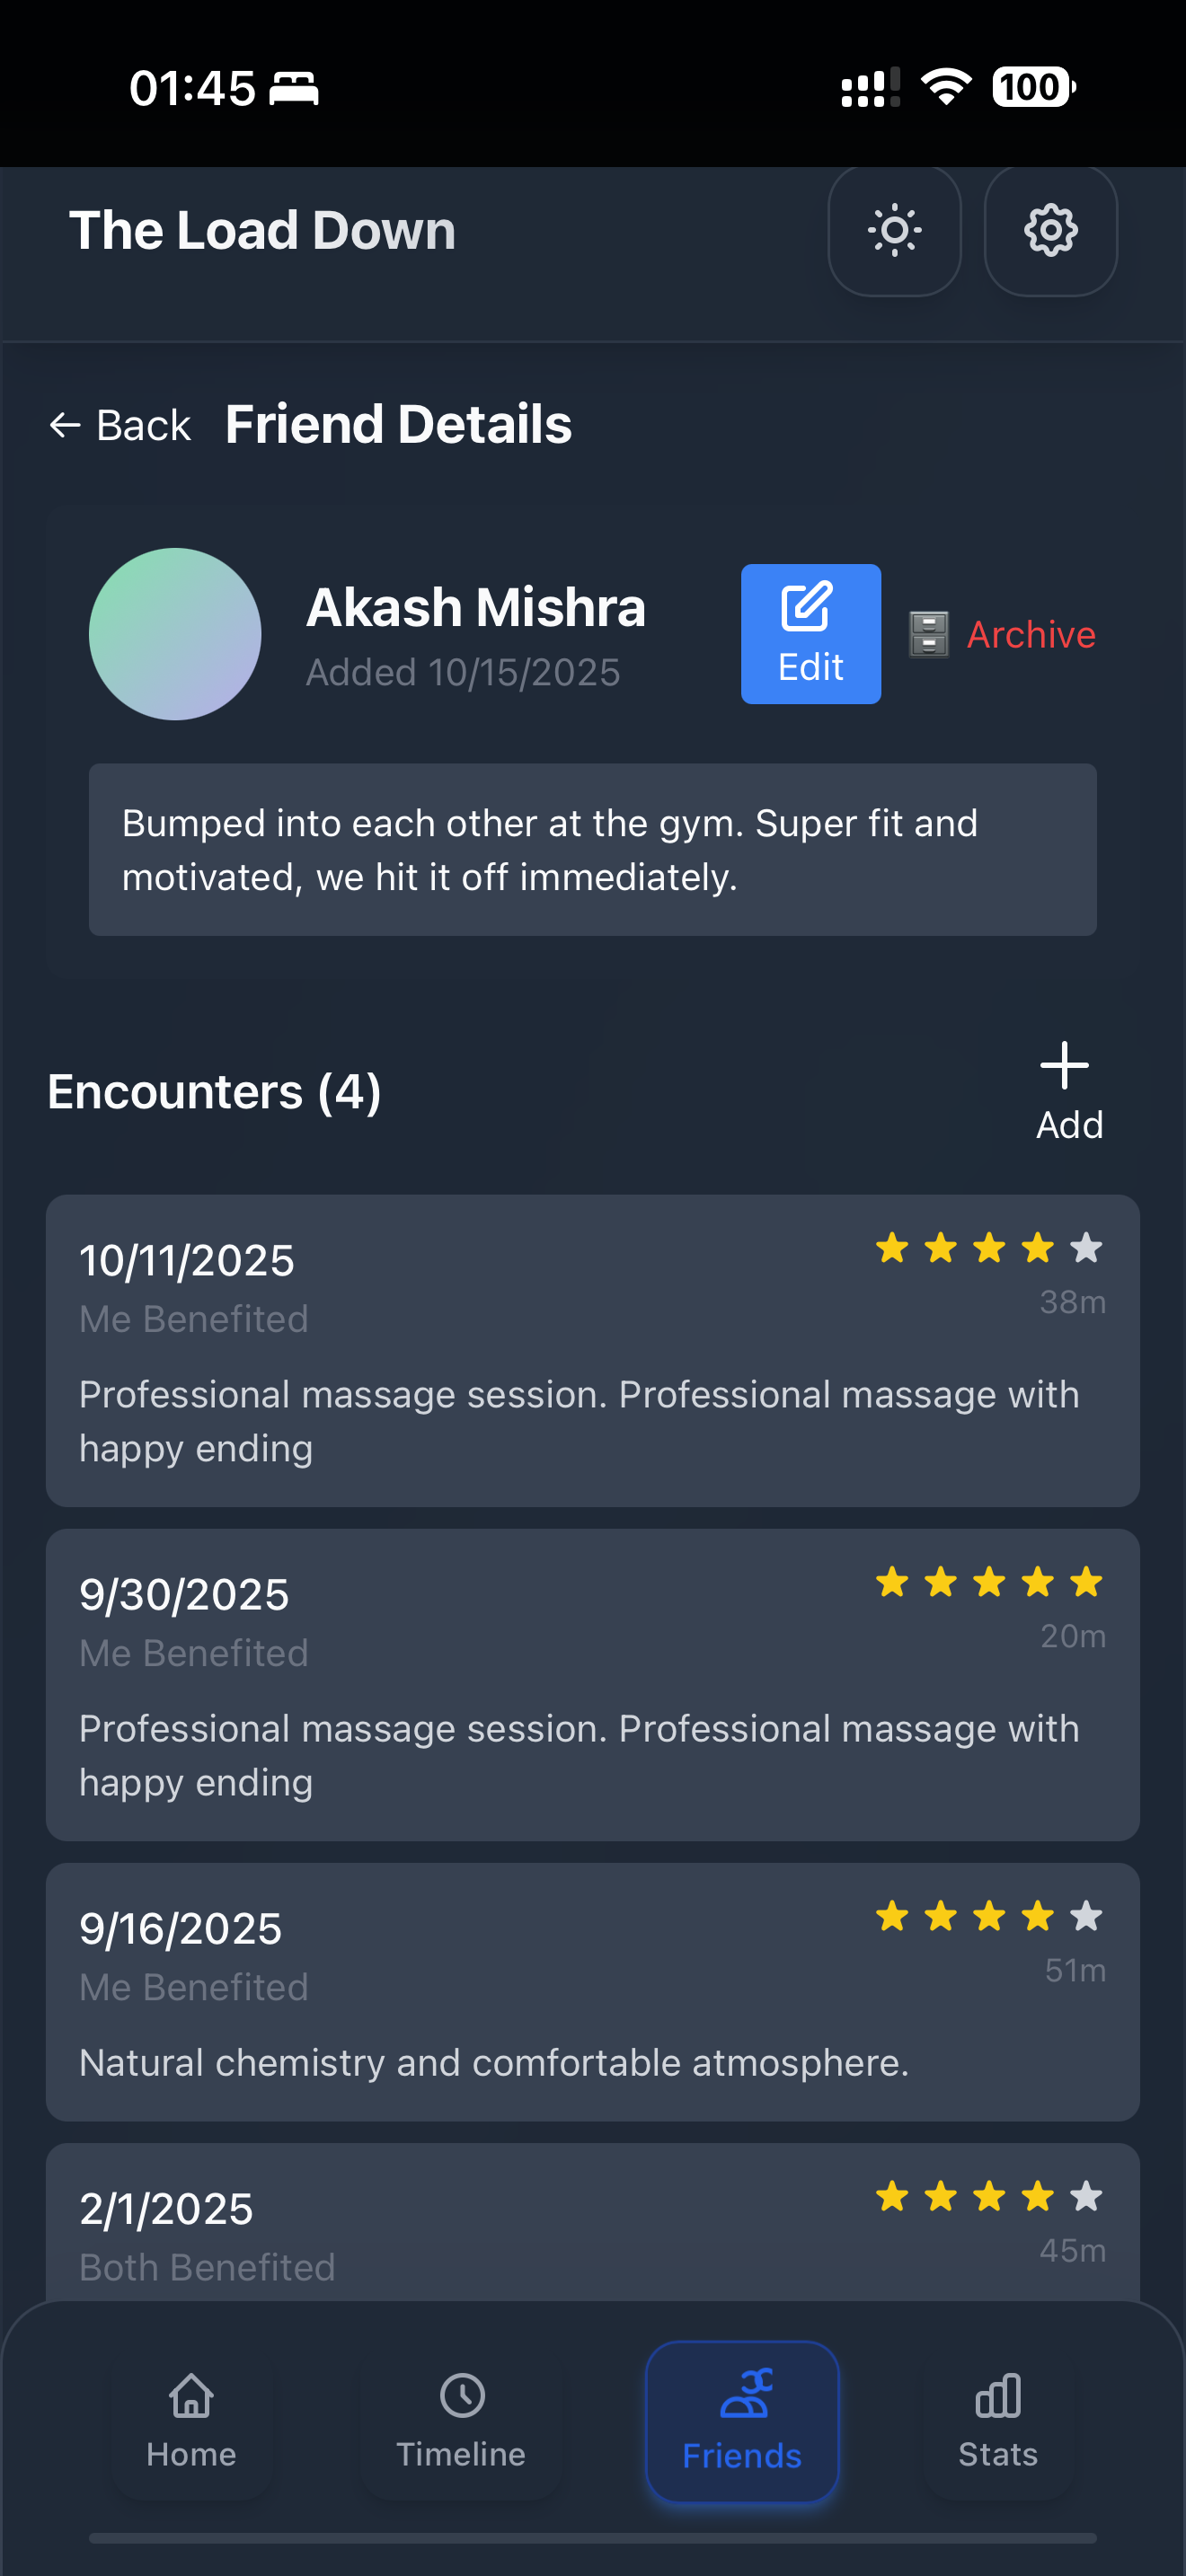 01:45
100
The Load Down
Back
Friend Details
Akash Mishra
Added 10/15/2025
Edit
Archive
Bumped into each other at the gym. Super fit and
motivated, we hit it off immediately.
Encounters (4)
Add
10/11/2025
38m
Me Benefited
Professional massage session. Professional massage with
happy ending
9/30/2025
20m
Me Benefited
Professional massage session. Professional massage with
happy ending
9/16/2025
51m
Me Benefited
Natural chemistry and comfortable atmosphere.
2/1/2025
45m
Both Benefited
Home
Timeline
Friends
Stats